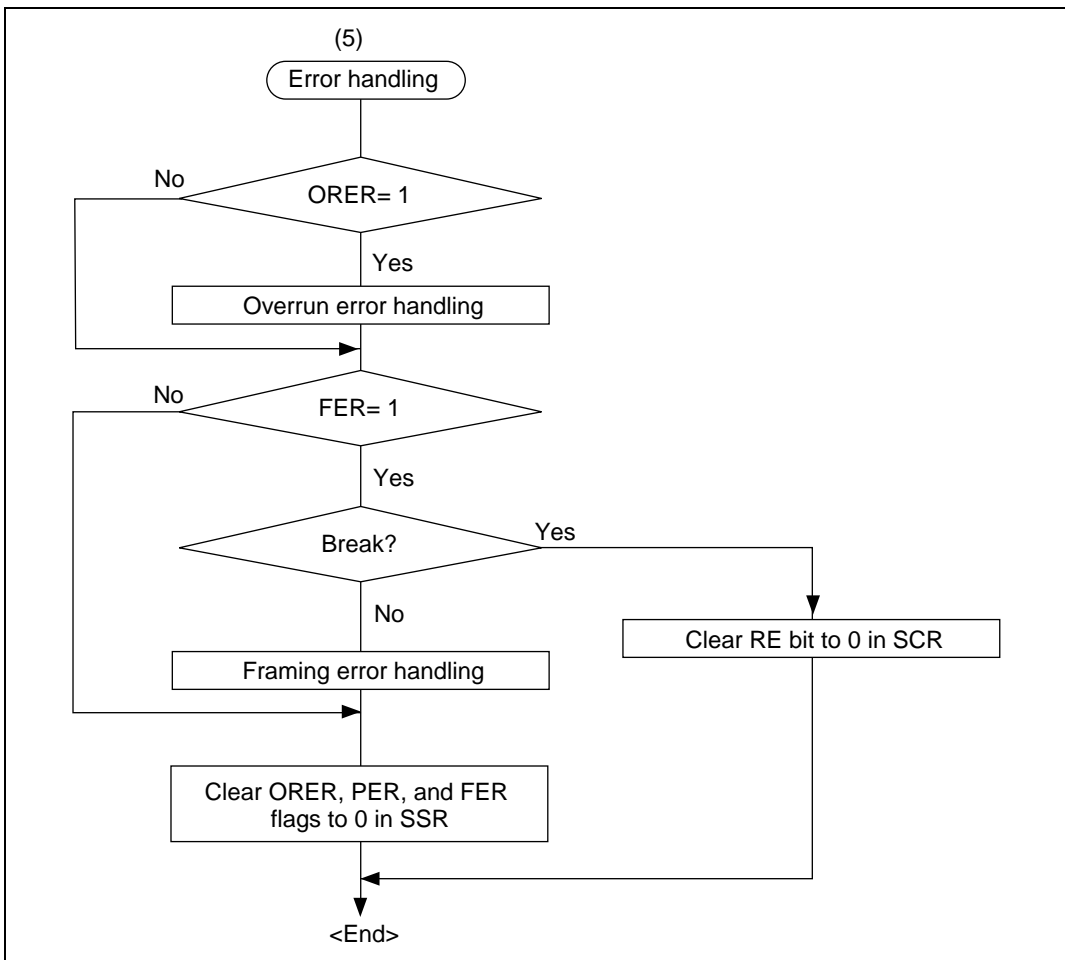 (5)
Error handling
No
ORER= 1
Yes
Overrun error handling
No
FER= 1
Yes
Break?
Yes
No
Clear RE bit to 0 in SCR
Framing error handling
Clear ORER, PER, and FER
flags to 0 in SSR
<End>